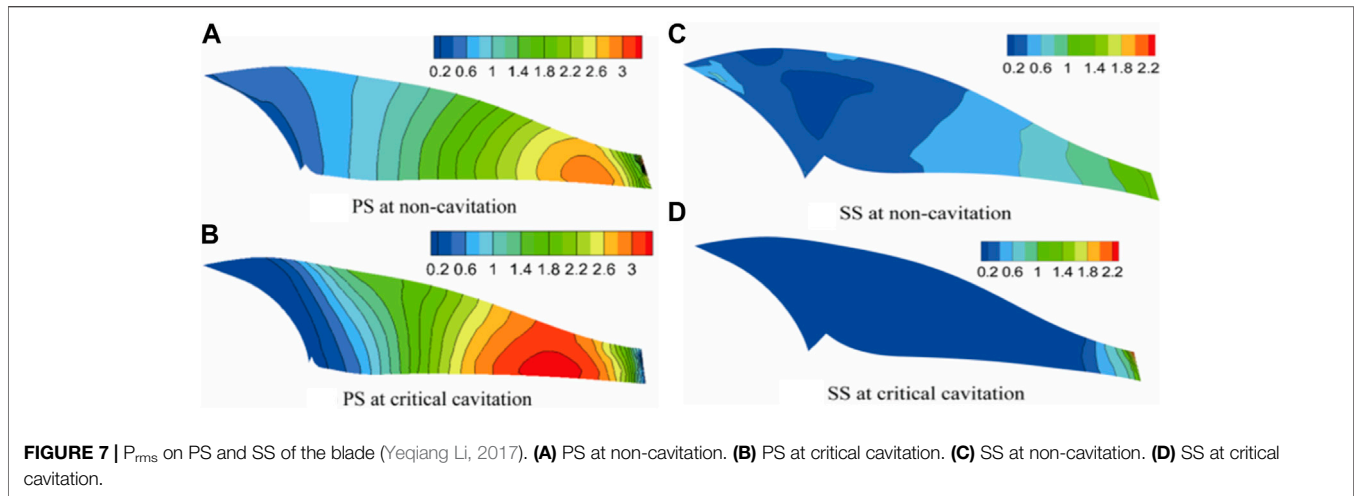 A
0.2 0.6 1 1.4 1.8 2.2 2.6 3
PS at non-cavitation
B
0.2 0.6 1 1.4 1.8 2.2 2.6 3
PS at critical cavitation
C
0.2 0.6 1 1.4 1.8 2.2
SS at non-cavitation
D
0.2 0.6 1 1.4 1.8 2.2
SS at critical cavitation
FIGURE 7 | Prms on PS and SS of the blade (Yeqiang Li, 2017). (A) PS at non-cavitation. (B) PS at critical cavitation. (C) SS at non-cavitation. (D) SS at critical
cavitation.